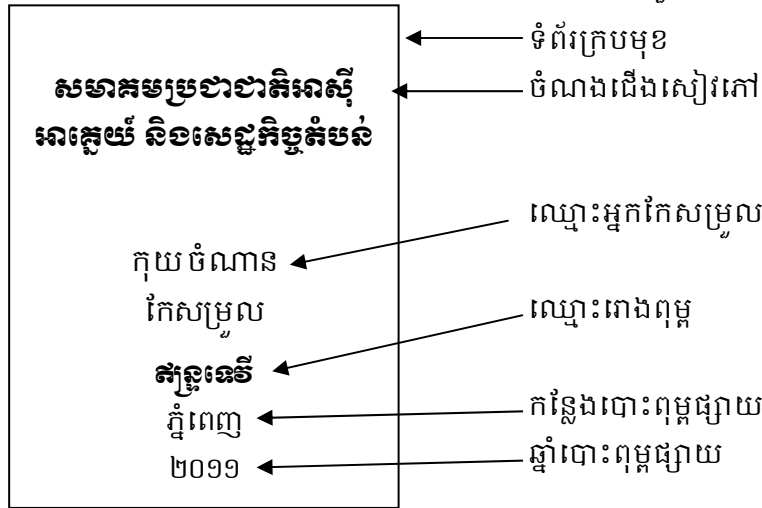 ទំព័រក្របមុខ
សមាគមប្រជាជាតិអាស៊ី
ចំណងជើងសៀវភៅ
អាគ្នេយ៍ និងសេដ្ឋកិច្ចតំបន់
ឈ្មោះអ្នកកែសម្រួល
កុយ ចំណាន
កែសម្រួល
ឈ្មោះរោងពុម្ព
ឥន្ទ្រទេវី
កន្លែងបោះពុម្ពផ្សាយ
ភ្នំពេញ
ឆ្នាំបោះពុម្ពផ្សាយ
២០១១